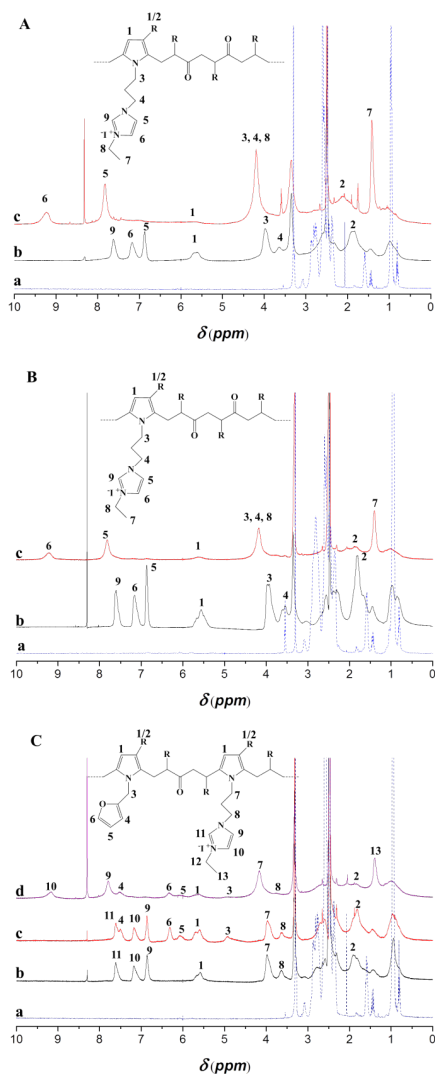 A
1/2
1 R R R
O O
N
3
4
N
9 5
⁻I⁺ N 6
8
7
7
3, 4, 8
5
6 1 2
c
9 6 5 1 3 4 2
b
a
10 9 8 7 6 5 4 3 2 1 0
δ (ppm)
B
1/2
1 R R R
O O
N
3
4
N
9 5
⁻I⁺ N 6
8
7
3, 4, 8 7
6 5 1 2
c
9 6 5 1 3 4 2
b
a
10 9 8 7 6 5 4 3 2 1 0
δ (ppm)
C
1/2 1/2
1 R R 1 R R
N O R N
3 7
O 8
6 4 N
5 11 9
⁻I⁺ N 10
12
13
10 9 4 6 5 1 3 7 8 2 13
d
11 4 10 9 6 5 1 3 7 8 2
c
11 10 9 1 7 8 2
b
a
10 9 8 7 6 5 4 3 2 1 0
δ (ppm)